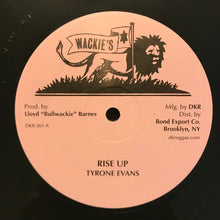 WACKIE'S
Prod. by
Lloyd "Bullwackie" Barnes
DKR-261-A
Mfg. by DKR
Dist. by
Bond Export Co.
Brooklyn, NY
dkreggae.com
RISE UP
TYRONE EVANS